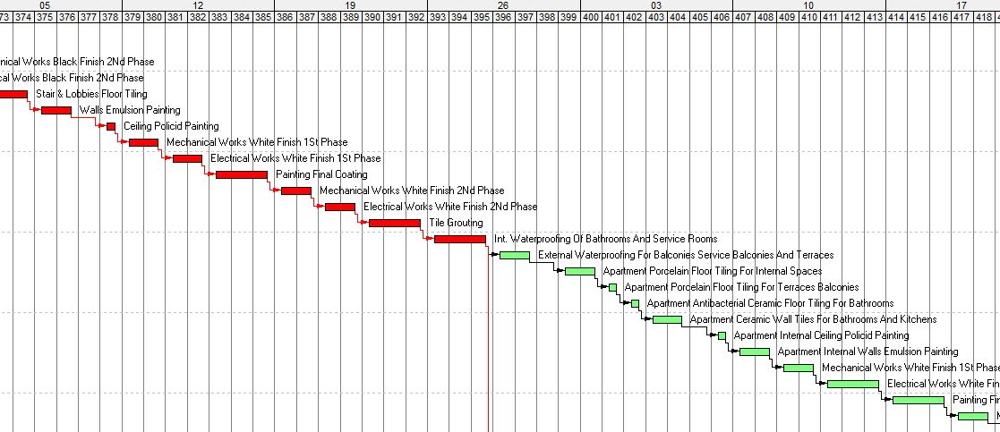 05 12 19 26 03 10 17
73 374 375 376 377 378 379 380 381 382 383 384 385 386 387 388 389 390 391 392 393 394 395 396 397 398 399 400 401 402 403 404 405 406 407 408 409 410 411 412 413 414 415 416 417 418
nical Works Black Finish 2Nd Phase
cal Works Black Finish 2Nd Phase
Stair & Lobbies Floor Tiling
Walls Emulsion Painting
Ceiling Policid Painting
Mechanical Works White Finish 1St Phase
Electrical Works White Finish 1St Phase
Painting Final Coating
Mechanical Works White Finish 2Nd Phase
Electrical Works White Finish 2Nd Phase
Tile Grouting
Int. Waterproofing Of Bathrooms And Service Rooms
External Waterproofing For Balconies Service Balconies And Terraces
Apartment Porcelain Floor Tiling For Internal Spaces
Apartment Porcelain Floor Tiling For Terraces Balconies
Apartment Antibacterial Ceramic Floor Tiling For Bathrooms
Apartment Ceramic Wall Tiles For Bathrooms And Kitchens
Apartment Internal Ceiling Policid Painting
Apartment Internal Walls Emulsion Painting
Mechanical Works White Finish 1St Phase
Electrical Works White Fin
Painting Fin